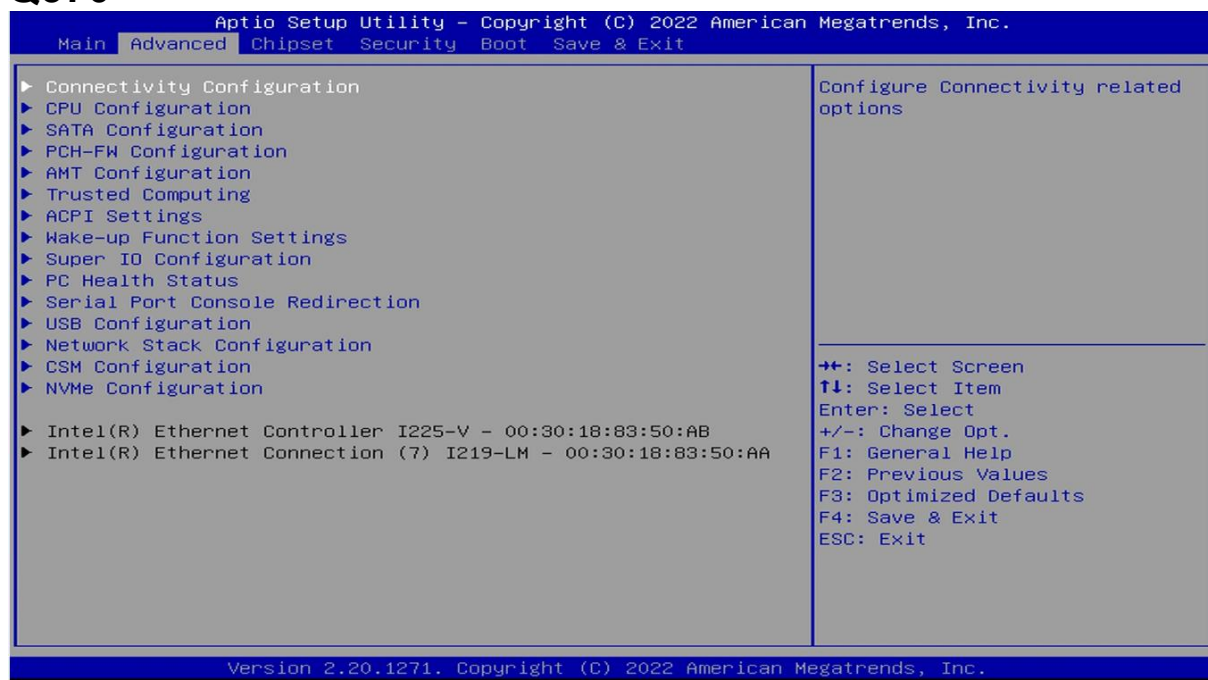 Aptio Setup Utility – Copyright (C) 2022 American Megatrends, Inc.
Main Advanced Chipset Security Boot Save & Exit
► Connectivity Configuration
► CPU Configuration
► SATA Configuration
► PCH-FW Configuration
► AMT Configuration
► Trusted Computing
► ACPI Settings
► Wake-up Function Settings
► Super IO Configuration
► PC Health Status
► Serial Port Console Redirection
► USB Configuration
► Network Stack Configuration
► CSM Configuration
► NVMe Configuration
► Intel(R) Ethernet Controller I225-V – 00:30:18:83:50:AB
► Intel(R) Ethernet Connection (7) I219-LM – 00:30:18:83:50:AA
Configure Connectivity related
options
→←: Select Screen
↑↓: Select Item
Enter: Select
+/-: Change Opt.
F1: General Help
F2: Previous Values
F3: Optimized Defaults
F4: Save & Exit
ESC: Exit
Version 2.20.1271. Copyright (C) 2022 American Megatrends, Inc.